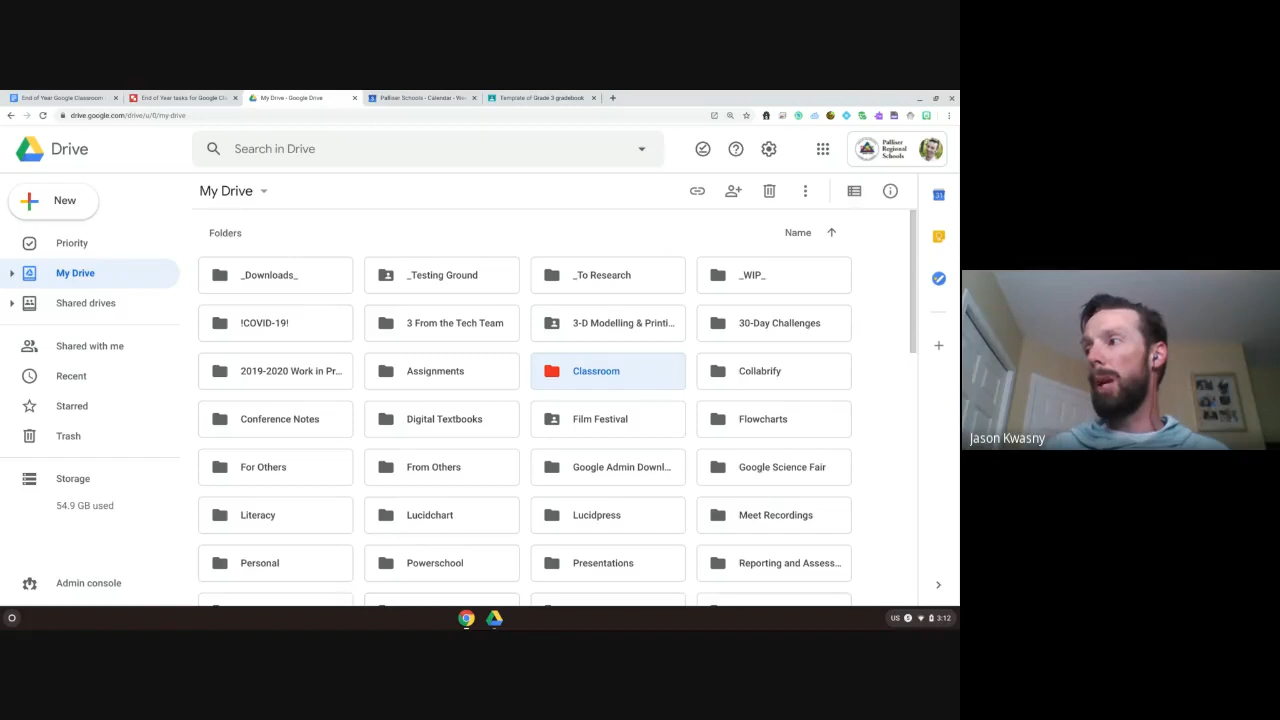 End of Year Google Classroom
End of Year tasks for Google Cl
My Drive - Google Drive
Palliser Schools - Calendar - We
Template of Grade 3 gradebook
drive.google.com/drive/u/0/my-drive
Drive
Search in Drive
Palliser
Regional
Schools
New
My Drive
Priority
My Drive
Shared drives
Shared with me
Recent
Starred
Trash
Storage
54.9 GB used
Admin console
Folders
Name
_Downloads_
_Testing Ground
_To Research
_WIP_
!COVID-19!
3 From the Tech Team
3-D Modelling & Printi...
30-Day Challenges
2019-2020 Work in Pr...
Assignments
Classroom
Collabrify
Conference Notes
Digital Textbooks
Film Festival
Flowcharts
For Others
From Others
Google Admin Downl...
Google Science Fair
Literacy
Lucidchart
Lucidpress
Meet Recordings
Personal
Powerschool
Presentations
Reporting and Assess...
31
US
3:12
Jason Kwasny